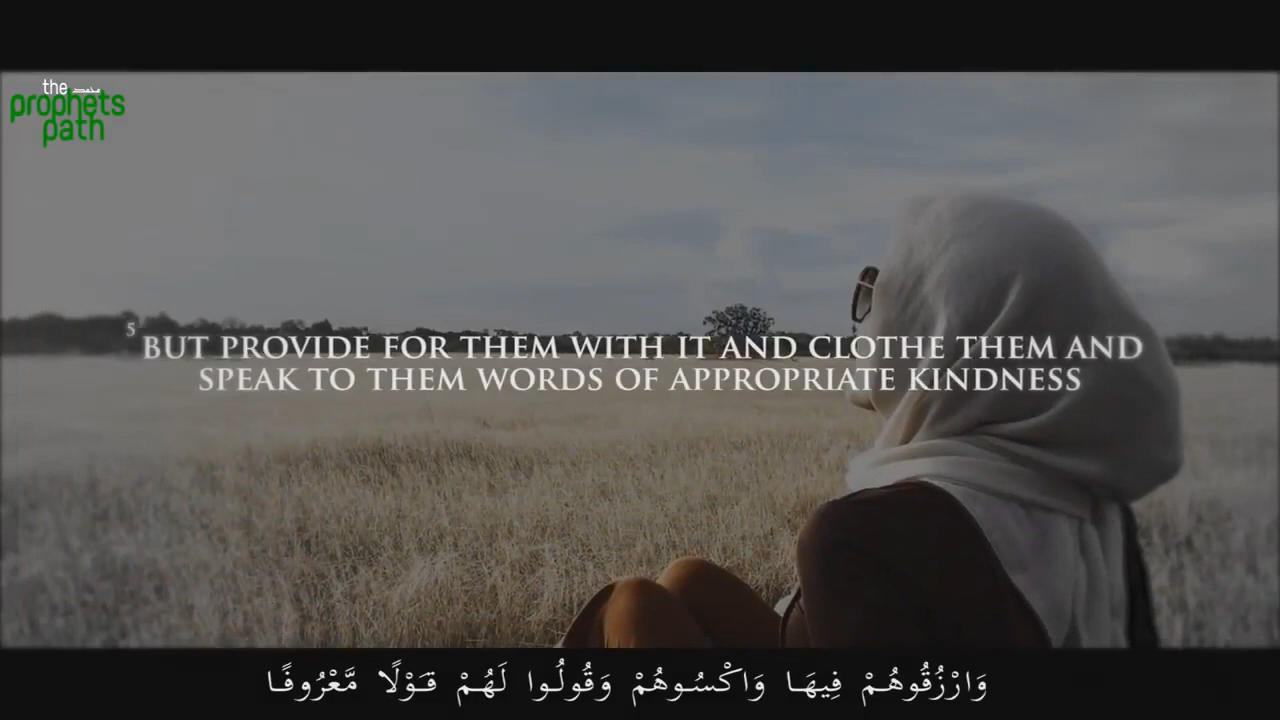 the محمد
prophets
path
5 BUT PROVIDE FOR THEM WITH IT AND CLOTHE THEM AND
SPEAK TO THEM WORDS OF APPROPRIATE KINDNESS
وَارْزُقُوهُمْ فِيهَا وَاكْسُوهُمْ وَقُولُوا لَهُمْ قَوْلًا مَّعْرُوفًا